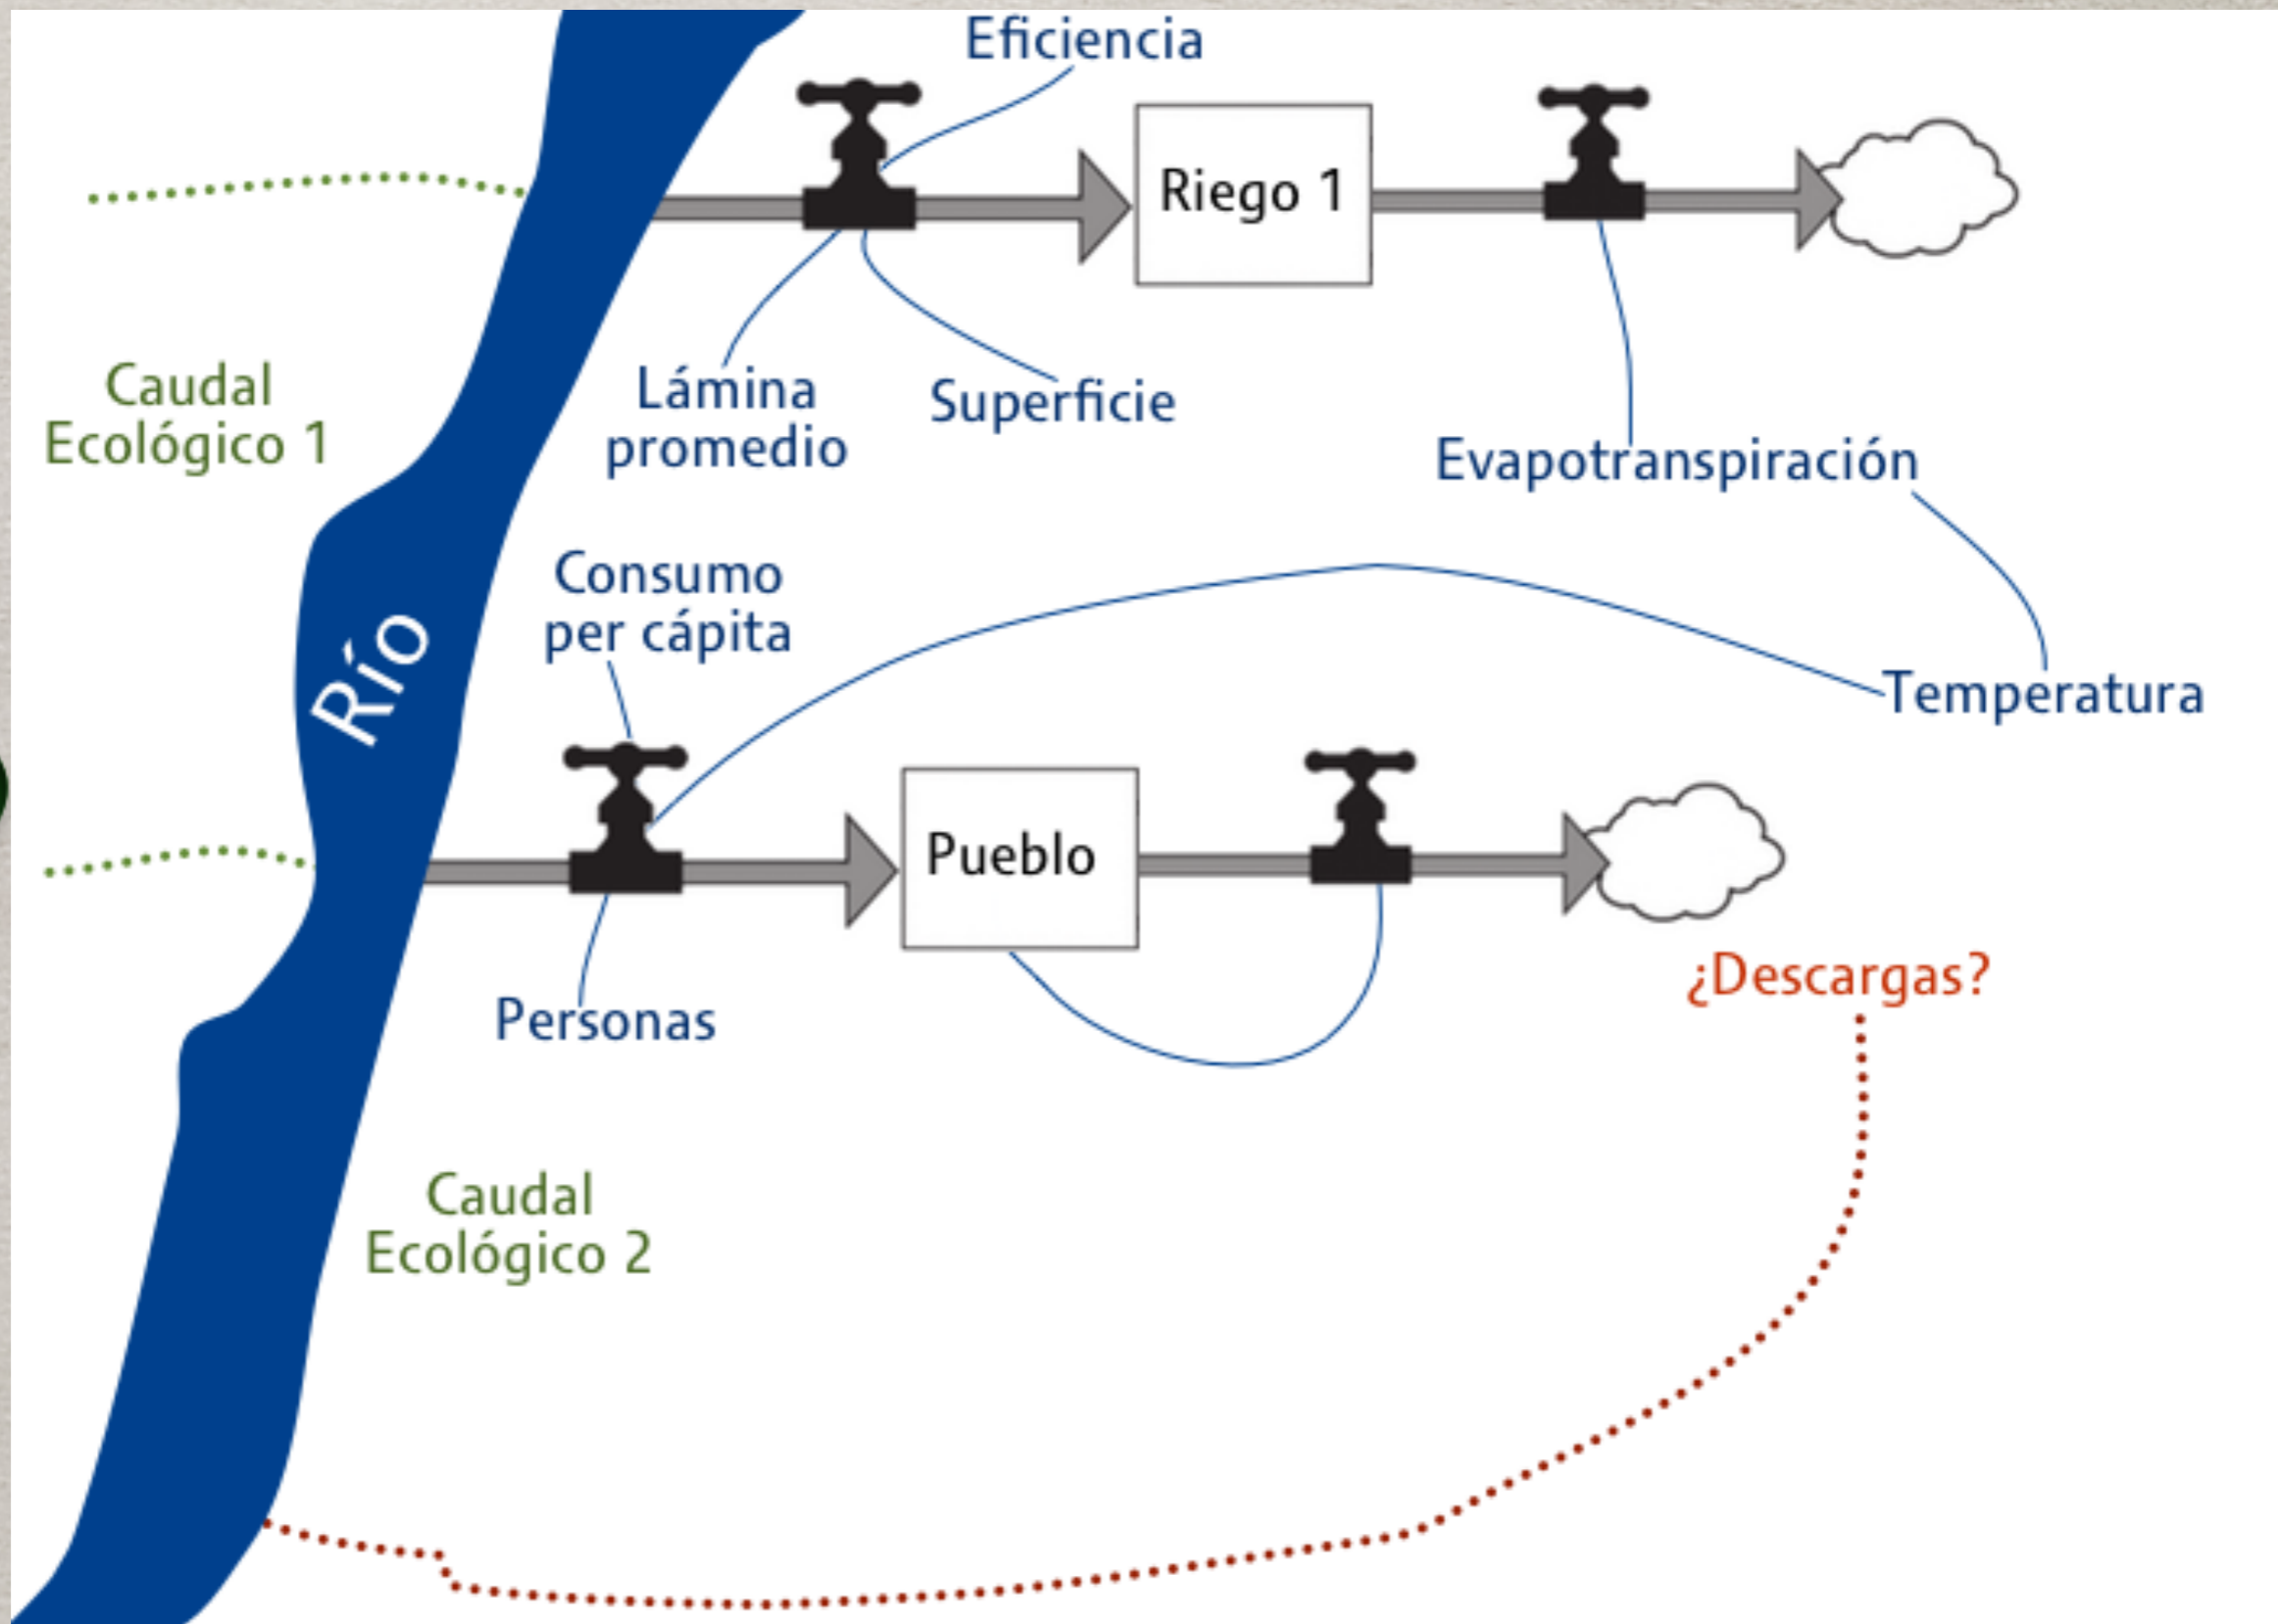 Eficiencia
Riego 1
Caudal
Ecológico 1
Lámina
promedio
Superficie
Evapotranspiración
Consumo
per cápita
Río
Temperatura
Pueblo
Personas
¿Descargas?
Caudal
Ecológico 2